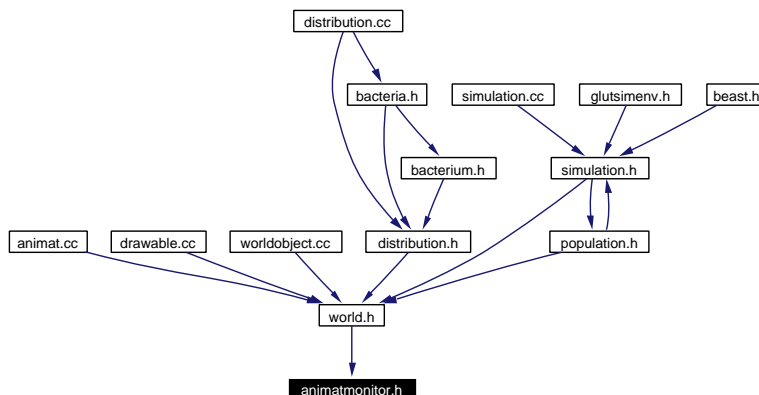 distribution.cc
bacteria.h
simulation.cc
glutsimenv.h
beast.h
bacterium.h
simulation.h
animat.cc
drawable.cc
worldobject.cc
distribution.h
population.h
world.h
animatmonitor.h